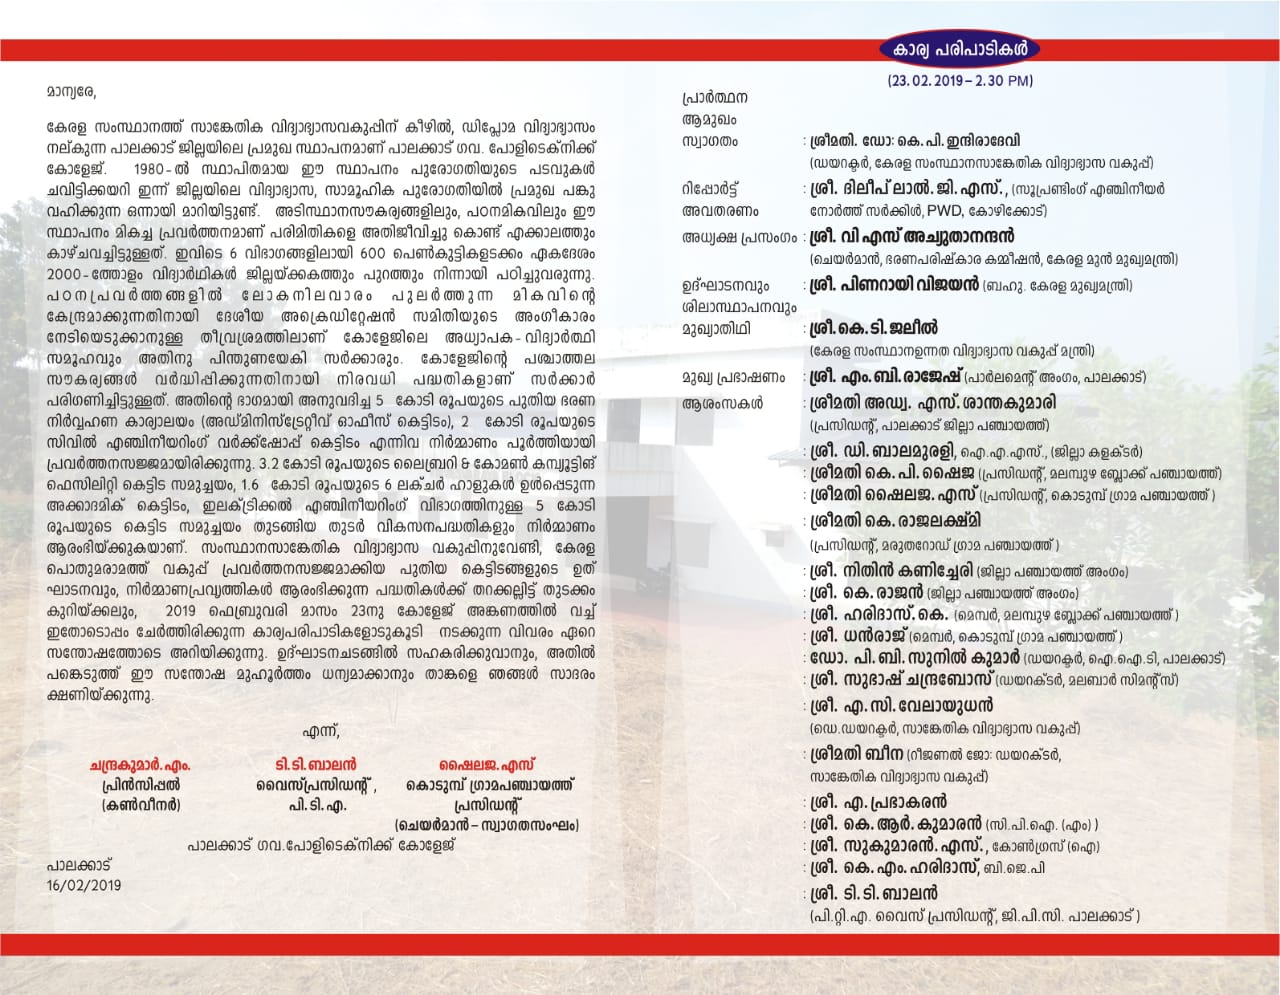 മാന്യരേ,
കേരള സംസ്ഥാനത്ത് സാങ്കേതിക വിദ്യാഭ്യാസവകുപ്പിന് കീഴിൽ, ഡിപ്ലോമ വിദ്യാഭ്യാസം
നല്കുന്ന പാലക്കാട് ജില്ലയിലെ പ്രമുഖ സ്ഥാപനമാണ് പാലക്കാട് ഗവ. പോളിടെക്നിക്ക്
കോളേജ്. 1980-ൽ സ്ഥാപിതമായ ഈ സ്ഥാപനം പുരോഗതിയുടെ പടവുകൾ
ചവിട്ടിക്കയറി ഇന്ന് ജില്ലയിലെ വിദ്യാഭ്യാസ, സാമൂഹിക പുരോഗതിയിൽ പ്രമുഖ പങ്കു
വഹിക്കുന്ന ഒന്നായി മാറിയിട്ടുണ്ട്. അടിസ്ഥാനസൗകര്യങ്ങളിലും, പഠനമികവിലും ഈ
സ്ഥാപനം മികച്ച പ്രവർത്തനമാണ് പരിമിതികളെ അതിജീവിച്ചു കൊണ്ട് എക്കാലത്തും
കാഴ്ചവച്ചിട്ടുള്ളത്. ഇവിടെ 6 വിഭാഗങ്ങളിലായി 600 പെൺകുട്ടികളടക്കം ഏകദേശം
2000-ത്തോളം വിദ്യാർഥികൾ ജില്ലയ്ക്കകത്തും പുറത്തും നിന്നായി പഠിച്ചുവരുന്നു.
പഠനപ്രവർത്തങ്ങളിൽ ലോകനിലവാരം പുലർത്തുന്ന മികവിന്റെ
കേന്ദ്രമാക്കുന്നതിനായി ദേശീയ അക്രെഡിറ്റേഷൻ സമിതിയുടെ അംഗീകാരം
നേടിയെടുക്കാനുള്ള തീവ്രശ്രമത്തിലാണ് കോളേജിലെ അധ്യാപക-വിദ്യാർത്ഥി
സമൂഹവും അതിനു പിന്തുണയേകി സർക്കാരും. കോളേജിന്റെ പശ്ചാത്തല
സൗകര്യങ്ങൾ വർദ്ധിപ്പിക്കുന്നതിനായി നിരവധി പദ്ധതികളാണ് സർക്കാർ
പരിഗണിച്ചിട്ടുള്ളത്. അതിന്റെ ഭാഗമായി അനുവദിച്ച 5 കോടി രൂപയുടെ പുതിയ ഭരണ
നിർവ്വഹണ കാര്യാലയം (അഡ്മിനിസ്ട്രേറ്റീവ് ഓഫീസ് കെട്ടിടം), 2 കോടി രൂപയുടെ
സിവിൽ എഞ്ചിനീയറിംഗ് വർക്ക്ഷോപ്പ് കെട്ടിടം എന്നിവ നിർമ്മാണം പൂർത്തിയായി
പ്രവർത്തനസജ്ജമായിരിക്കുന്നു. 3.2 കോടി രൂപയുടെ ലൈബ്രറി & കോമൺ കമ്പ്യൂട്ടിങ്
ഫെസിലിറ്റി കെട്ടിട സമുച്ചയം, 1.6 കോടി രൂപയുടെ 6 ലക്ചർ ഹാളുകൾ ഉൾപ്പെടുന്ന
അക്കാദമിക് കെട്ടിടം, ഇലക്ട്രിക്കൽ എഞ്ചിനീയറിംഗ് വിഭാഗത്തിനുള്ള 5 കോടി
രൂപയുടെ കെട്ടിട സമുച്ചയം തുടങ്ങിയ തുടർ വികസനപദ്ധതികളും നിർമ്മാണം
ആരംഭിയ്ക്കുകയാണ്. സംസ്ഥാനസാങ്കേതിക വിദ്യാഭ്യാസ വകുപ്പിനുവേണ്ടി, കേരള
പൊതുമരാമത്ത് വകുപ്പ് പ്രവർത്തനസജ്ജമാക്കിയ പുതിയ കെട്ടിടങ്ങളുടെ ഉത്
ഘാടനവും, നിർമ്മാണപ്രവൃത്തികൾ ആരംഭിക്കുന്ന പദ്ധതികൾക്ക് തറക്കല്ലിട്ട് തുടക്കം
കുറിയ്ക്കലും, 2019 ഫെബ്രുവരി മാസം 23നു കോളേജ് അങ്കണത്തിൽ വച്ച്
ഇതോടൊപ്പം ചേർത്തിരിക്കുന്ന കാര്യപരിപാടികളോടുകൂടി നടക്കുന്ന വിവരം ഏറെ
സന്തോഷത്തോടെ അറിയിക്കുന്നു. ഉദ്ഘാടനചടങ്ങിൽ സഹകരിക്കുവാനും, അതിൽ
പങ്കെടുത്ത് ഈ സന്തോഷ മുഹൂർത്തം ധന്യമാക്കാനും താങ്കളെ ഞങ്ങൾ സാദരം
ക്ഷണിയ്ക്കുന്നു.
എന്ന്,
ചന്ദ്രകുമാർ.എം. ടി.ടി.ബാലൻ ഷൈലജ.എസ്
പ്രിൻസിപ്പൽ വൈസ്പ്രസിഡന്റ്, കൊടുമ്പ് ഗ്രാമപഞ്ചായത്ത്
(കൺവീനർ) പി.ടി.എ. പ്രസിഡന്റ്
(ചെയർമാൻ-സ്വാഗതസംഘം)
പാലക്കാട് ഗവ.പോളിടെക്നിക്ക് കോളേജ്
പാലക്കാട്
16/02/2019
കാര്യ പരിപാടികൾ
(23.02.2019-2.30 PM)
പ്രാർത്ഥന
ആമുഖം
സ്വാഗതം : ശ്രീമതി. ഡോ: കെ.പി.ഇന്ദിരാദേവി
(ഡയറക്ടർ, കേരള സംസ്ഥാനസാങ്കേതിക വിദ്യാഭ്യാസ വകുപ്പ്)
റിപ്പോർട്ട് : ശ്രീ. ദിലീപ് ലാൽ.ജി.എസ്., (സൂപ്രണ്ടിംഗ് എഞ്ചിനീയർ
അവതരണം നോർത്ത് സർക്കിൾ, PWD, കോഴിക്കോട്)
അധ്യക്ഷ പ്രസംഗം : ശ്രീ. വി എസ് അച്യുതാനന്ദൻ
(ചെയർമാൻ, ഭരണപരിഷ്കാര കമ്മീഷൻ, കേരള മുൻ മുഖ്യമന്ത്രി)
ഉദ്ഘാടനവും : ശ്രീ. പിണറായി വിജയൻ (ബഹു. കേരള മുഖ്യമന്ത്രി)
ശിലാസ്ഥാപനവും
മുഖ്യാതിഥി : ശ്രീ.കെ.ടി.ജലീൽ
(കേരള സംസ്ഥാനഉന്നത വിദ്യാഭ്യാസ വകുപ്പ് മന്ത്രി)
മുഖ്യ പ്രഭാഷണം : ശ്രീ. എം.ബി.രാജേഷ് (പാർലമെന്റ് അംഗം, പാലക്കാട്)
ആശംസകൾ : ശ്രീമതി അഡ്വ. എസ്.ശാന്തകുമാരി
(പ്രസിഡന്റ്, പാലക്കാട് ജില്ലാ പഞ്ചായത്ത്)
: ശ്രീ. ഡി. ബാലമുരളി, ഐ.എ.എസ്., (ജില്ലാ കളക്ടർ)
: ശ്രീമതി കെ.പി. ഷൈജ (പ്രസിഡന്റ്, മലമ്പുഴ ബ്ലോക്ക് പഞ്ചായത്ത്)
: ശ്രീമതി ഷൈലജ. എസ് (പ്രസിഡന്റ്, കൊടുമ്പ് ഗ്രാമ പഞ്ചായത്ത് )
: ശ്രീമതി കെ. രാജലക്ഷ്മി
(പ്രസിഡന്റ്, മരുതറോഡ് ഗ്രാമ പഞ്ചായത്ത് )
: ശ്രീ. നിതിൻ കണിച്ചേരി (ജില്ലാ പഞ്ചായത്ത് അംഗം)
: ശ്രീ. കെ. രാജൻ (ജില്ലാ പഞ്ചായത്ത് അംഗം)
: ശ്രീ. ഹരിദാസ്.കെ. (മെമ്പർ, മലമ്പുഴ ബ്ലോക്ക് പഞ്ചായത്ത് )
: ശ്രീ. ധൻരാജ് (മെമ്പർ, കൊടുമ്പ് ഗ്രാമ പഞ്ചായത്ത് )
: ഡോ. പി.ബി.സുനിൽ കുമാർ (ഡയറക്ടർ, ഐ.ഐ.ടി, പാലക്കാട്)
: ശ്രീ. സുഭാഷ് ചന്ദ്രബോസ് (ഡയറക്ടർ, മലബാർ സിമന്റ്സ്)
: ശ്രീ. എ.സി.വേലായുധൻ
(ഡെ.ഡയറക്ടർ, സാങ്കേതിക വിദ്യാഭ്യാസ വകുപ്പ്)
: ശ്രീമതി ബീന (റീജണൽ ജോ: ഡയറക്ടർ,
സാങ്കേതിക വിദ്യാഭ്യാസ വകുപ്പ്)
: ശ്രീ. എ.പ്രഭാകരൻ
: ശ്രീ. കെ.ആർ.കുമാരൻ (സി.പി.ഐ. (എം) )
: ശ്രീ. സുകുമാരൻ.എസ്., കോൺഗ്രസ് (ഐ)
: ശ്രീ. കെ.എം.ഹരിദാസ്, ബി.ജെ.പി
: ശ്രീ. ടി.ടി.ബാലൻ
(പി.റ്റി.എ. വൈസ് പ്രസിഡന്റ്, ജി.പി.സി. പാലക്കാട് )